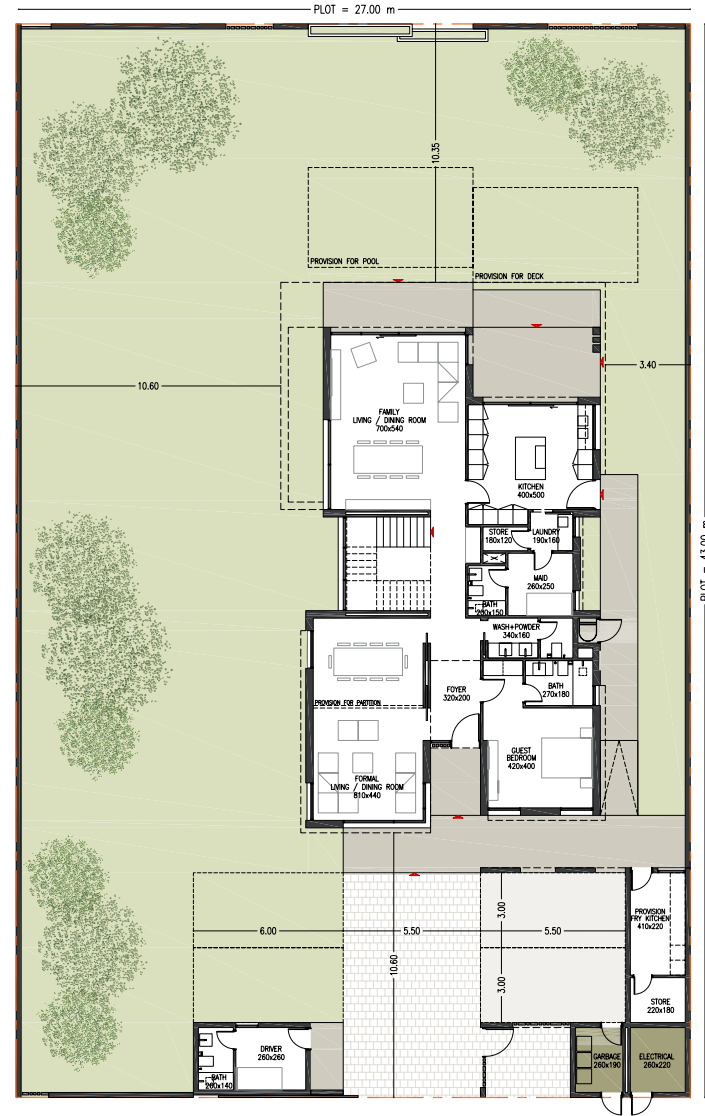 PLOT = 27.00 m
10.35
PROVISION FOR POOL
PROVISION FOR DECK
10.60
3.40
FAMILY
LIVING / DINING ROOM
700x540
KITCHEN
400x500
STORE
180x120
LAUNDRY
190x160
PLOT = 43.00 m
MAID
260x250
BATH
260x150
WASH+POWDER
340x160
FOYER
320x200
BATH
270x180
PROVISION FOR PARTITION
GUEST
BEDROOM
420x400
FORMAL
LIVING / DINING ROOM
810x440
6.00
5.50
5.50
3.00
3.00
10.60
PROVISION
FRY KITCHEN
410x220
STORE
220x180
DRIVER
260x260
BATH
260x140
GARBAGE
260x190
ELECTRICAL
260x220